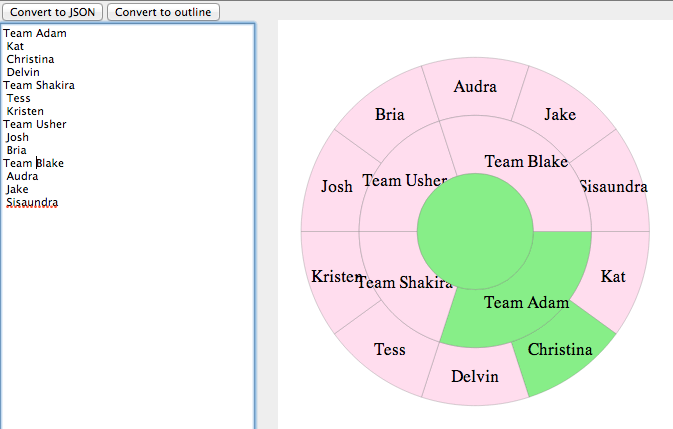 Convert to JSON
Convert to outline
Team Adam
Kat
Christina
Delvin
Team Shakira
Tess
Kristen
Team Usher
Josh
Bria
Team Blake
Audra
Jake
Sisaundra
Audra
Bria
Jake
Team Blake
Team Usher
Josh
Sisaundra
Kristen
Team Shakira
Kat
Team Adam
Tess
Christina
Delvin